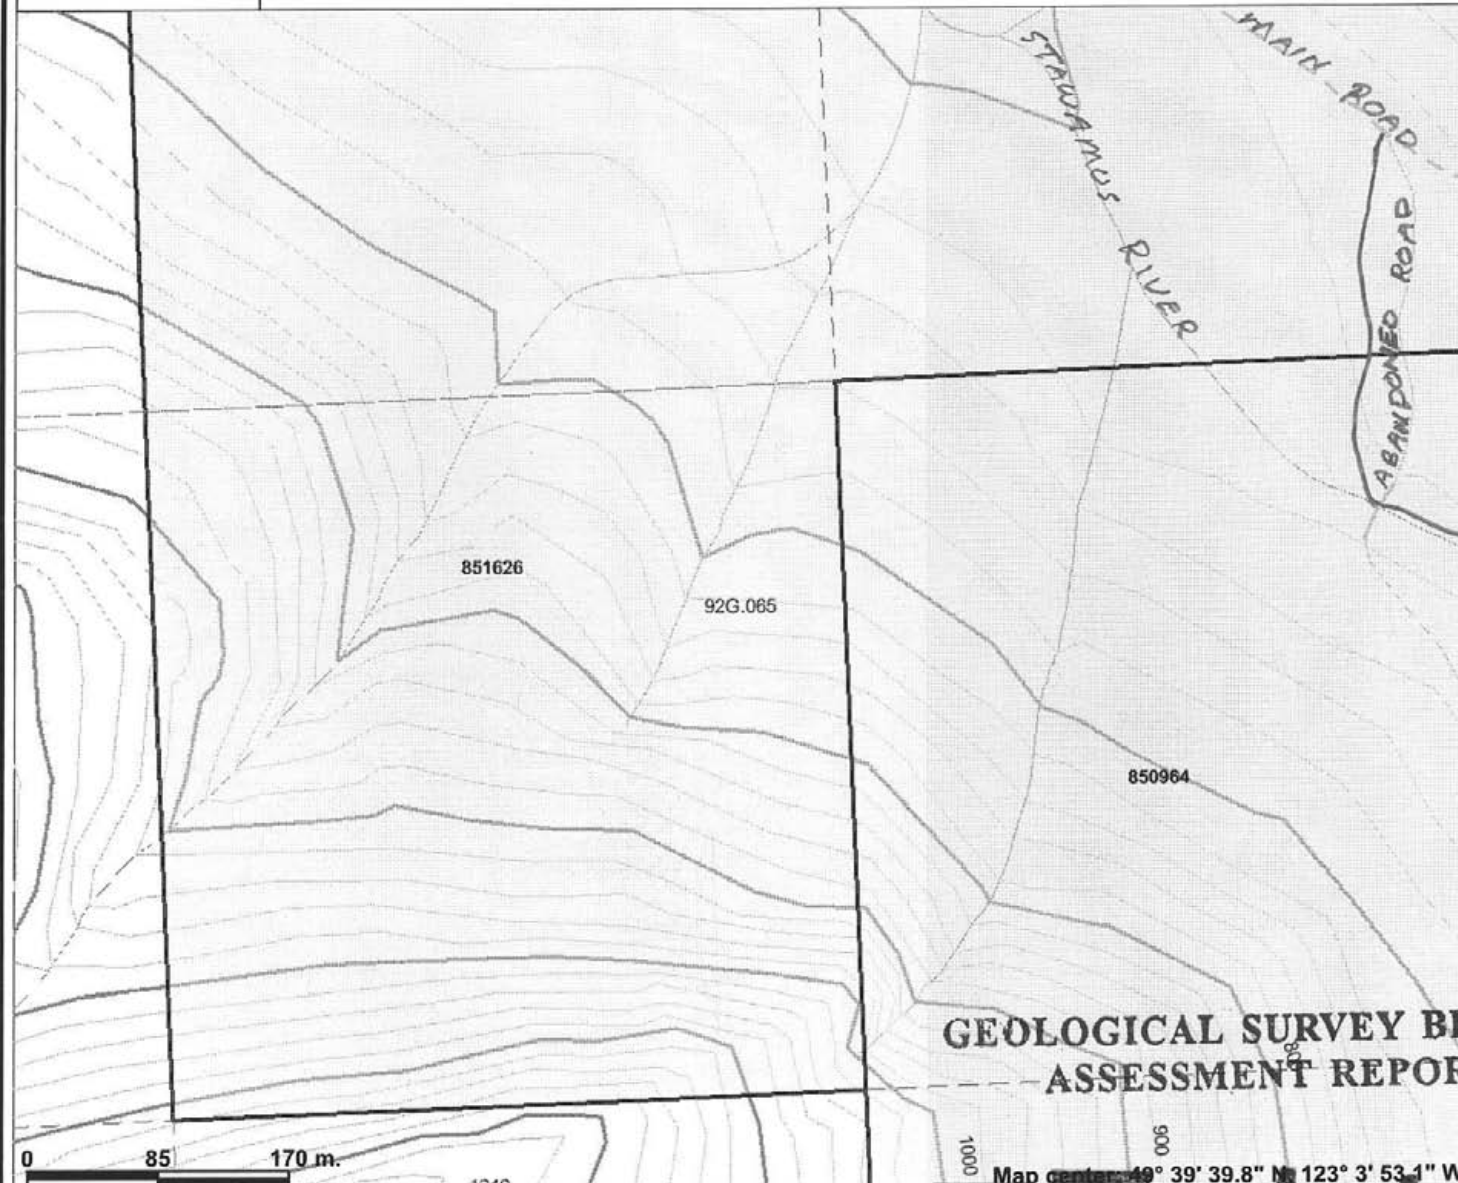 MAIN ROAD
STAWAMUS RIVER
ABANDONED ROAD
851626
92G.065
850964
GEOLOGICAL SURVEY
ASSESSMENT
800
900
1000
0 85 170 m.
Map center: 49° 39' 39.8" N, 123° 3' 53.1" W